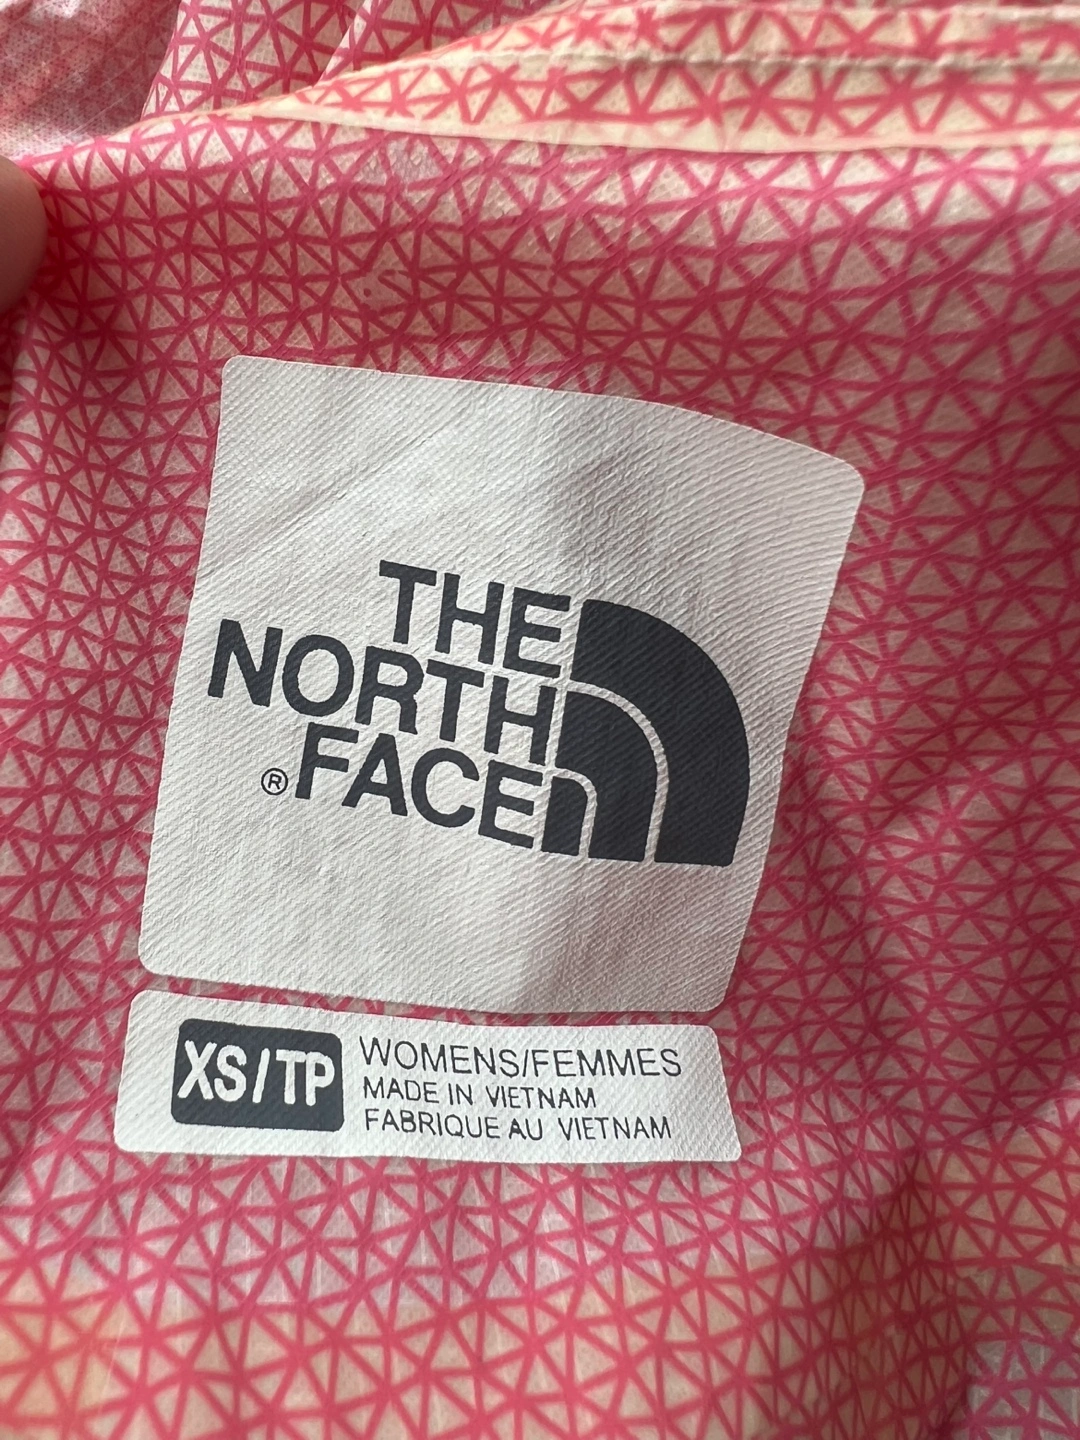 THE
NORTH
®FACE
XS/TP
WOMENS/FEMMES
MADE IN VIETNAM
FABRIQUE AU VIETNAM